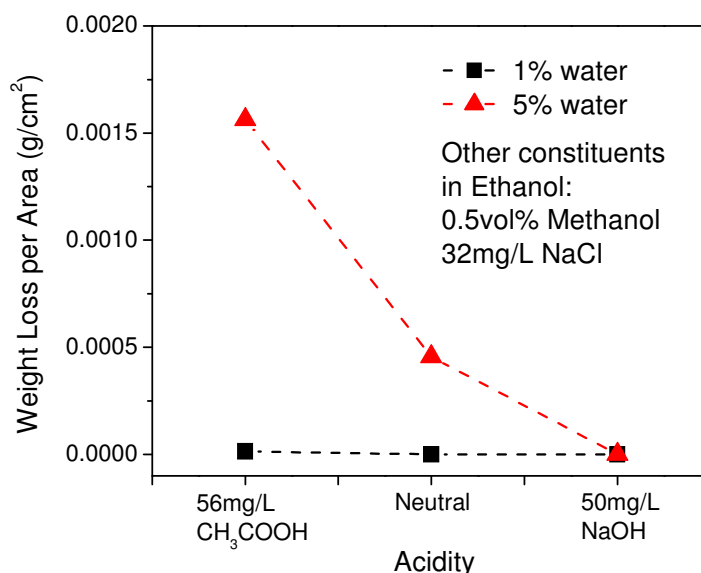 0.0020
0.0015
0.0010
0.0005
0.0000
Weight Loss per Area (g/cm²)
1% water
5% water
Other constituents
in Ethanol:
0.5vol% Methanol
32mg/L NaCl
56mg/L
CH₃COOH
Neutral
50mg/L
NaOH
Acidity